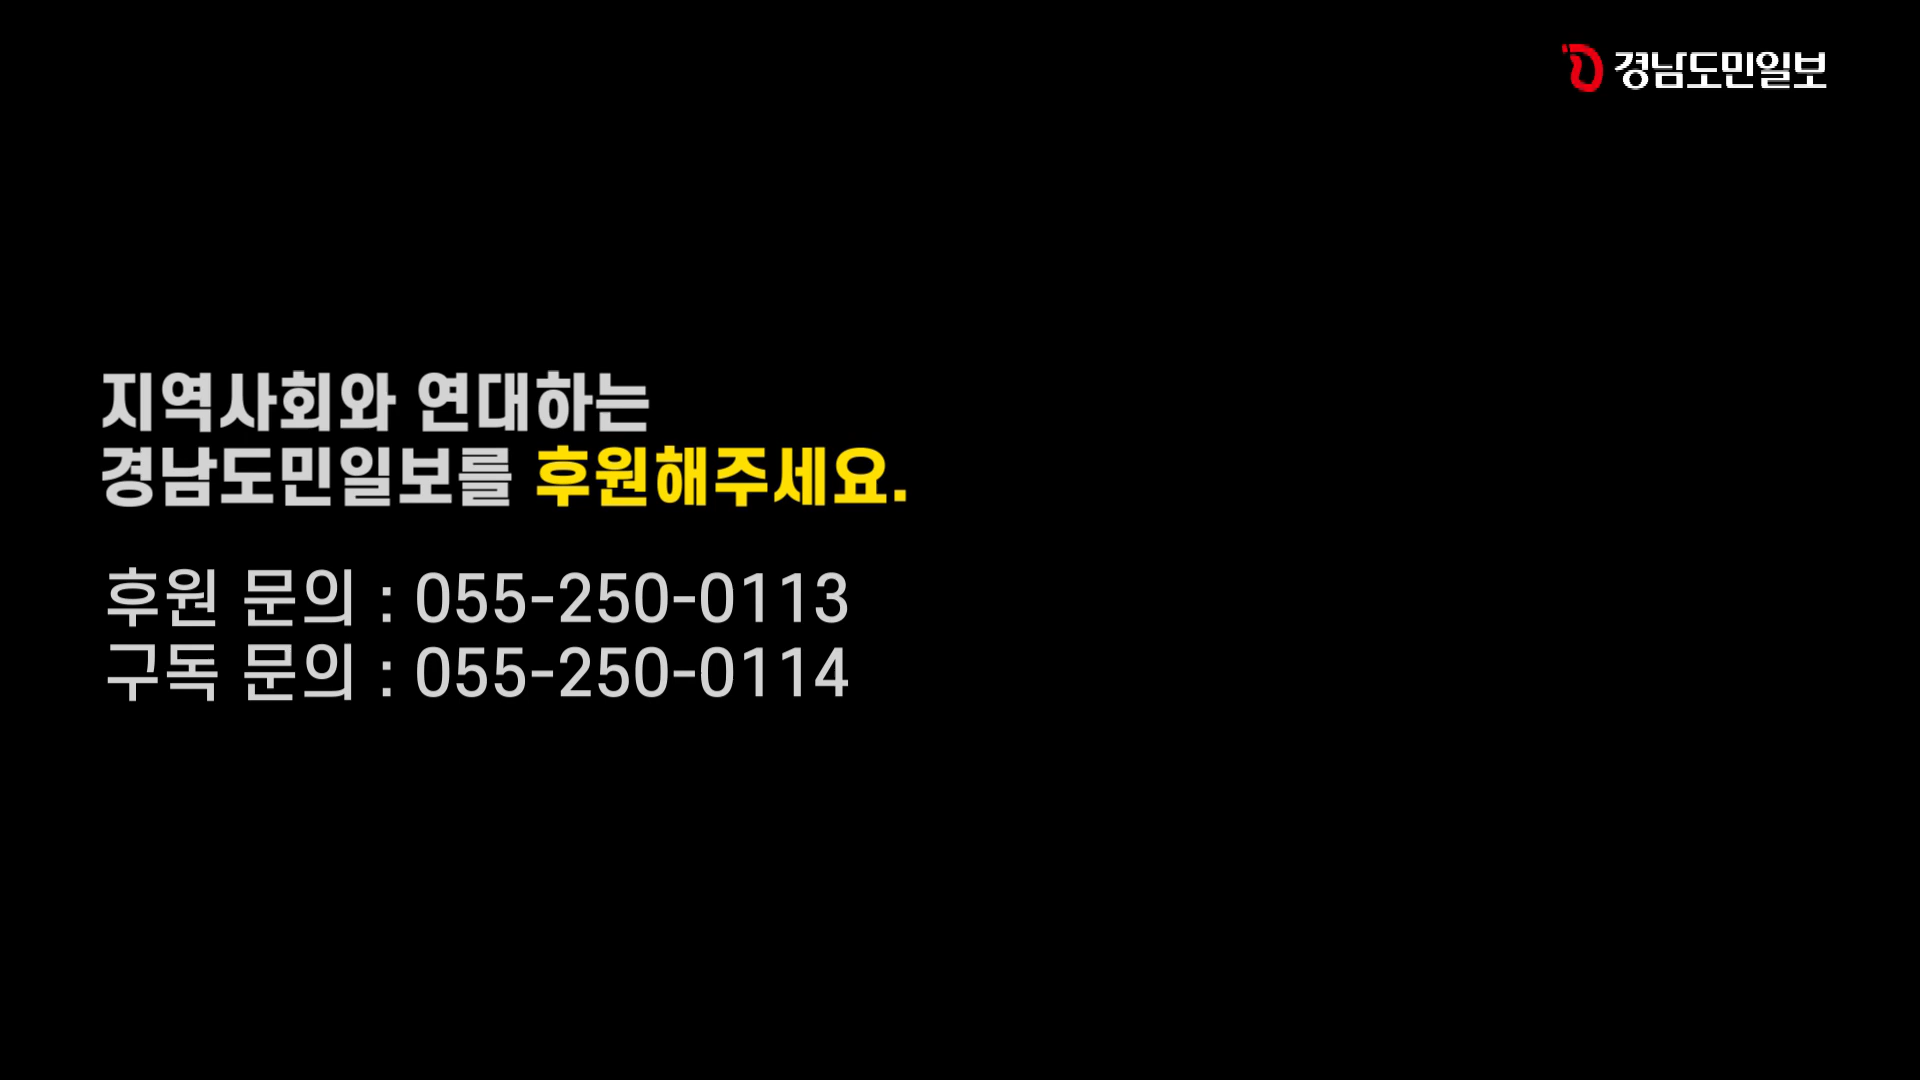 경남도민일보
지역사회와 연대하는
경남도민일보를 후원해주세요.
후원 문의 : 055-250-0113
구독 문의 : 055-250-0114